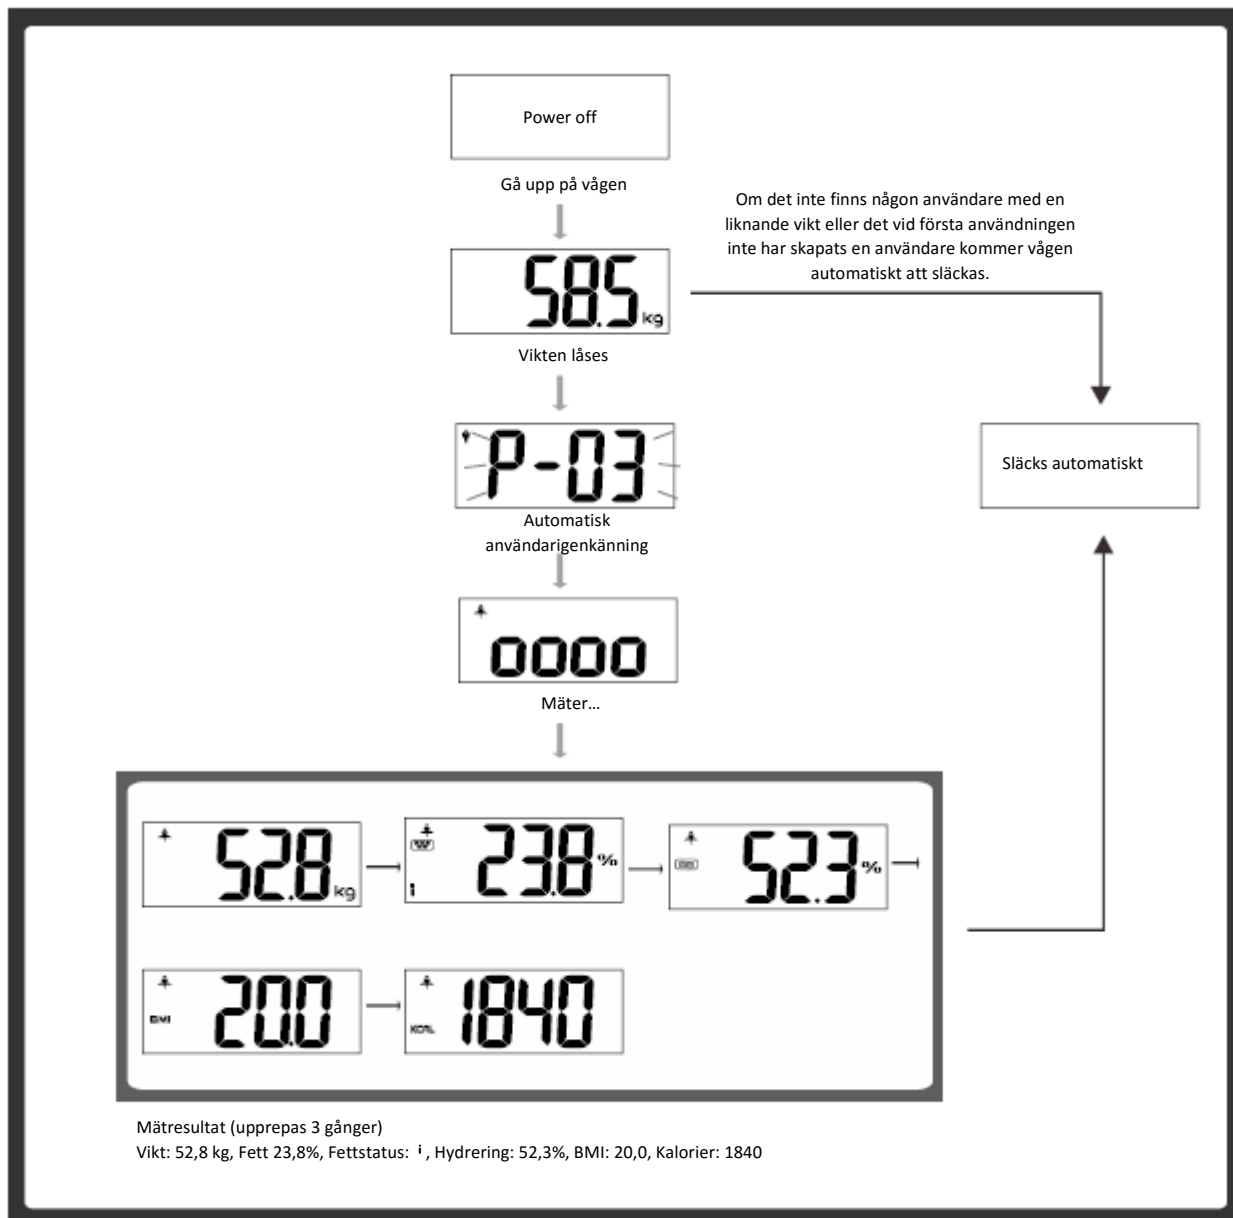 Power off
Gå upp på vågen
Om det inte finns någon användare med en
liknande vikt eller det vid första användningen
inte har skapats en användare kommer vågen
automatiskt att släckas.
58.5 kg
Vikten låses
P-03
Släcks automatiskt
Automatisk
användarigenkänning
oooo
Mäter...
52.8 kg
23.8 %
52.3 %
BMI 20.0
KCAL 1840
Mätresultat (upprepas 3 gånger)
Vikt: 52,8 kg, Fett 23,8%, Fettstatus: ı , Hydrering: 52,3%, BMI: 20,0, Kalorier: 1840